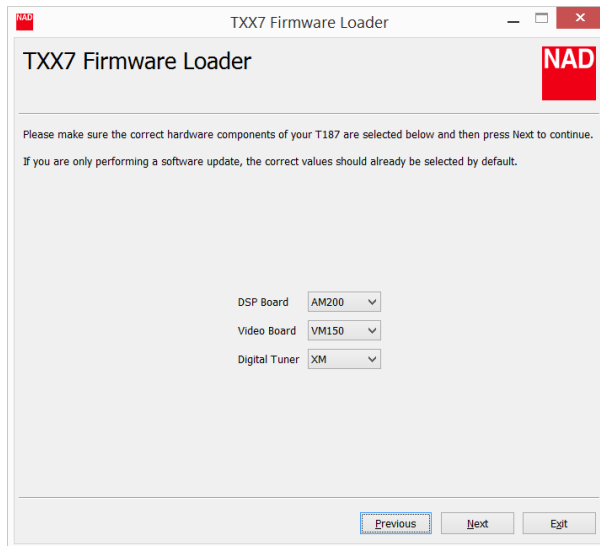 NAD
TXX7 Firmware Loader
TXX7 Firmware Loader
NAD
Please make sure the correct hardware components of your T187 are selected below and then press Next to continue.
If you are only performing a software update, the correct values should already be selected by default.
DSP Board AM200
Video Board VM150
Digital Tuner XM
Previous Next Exit